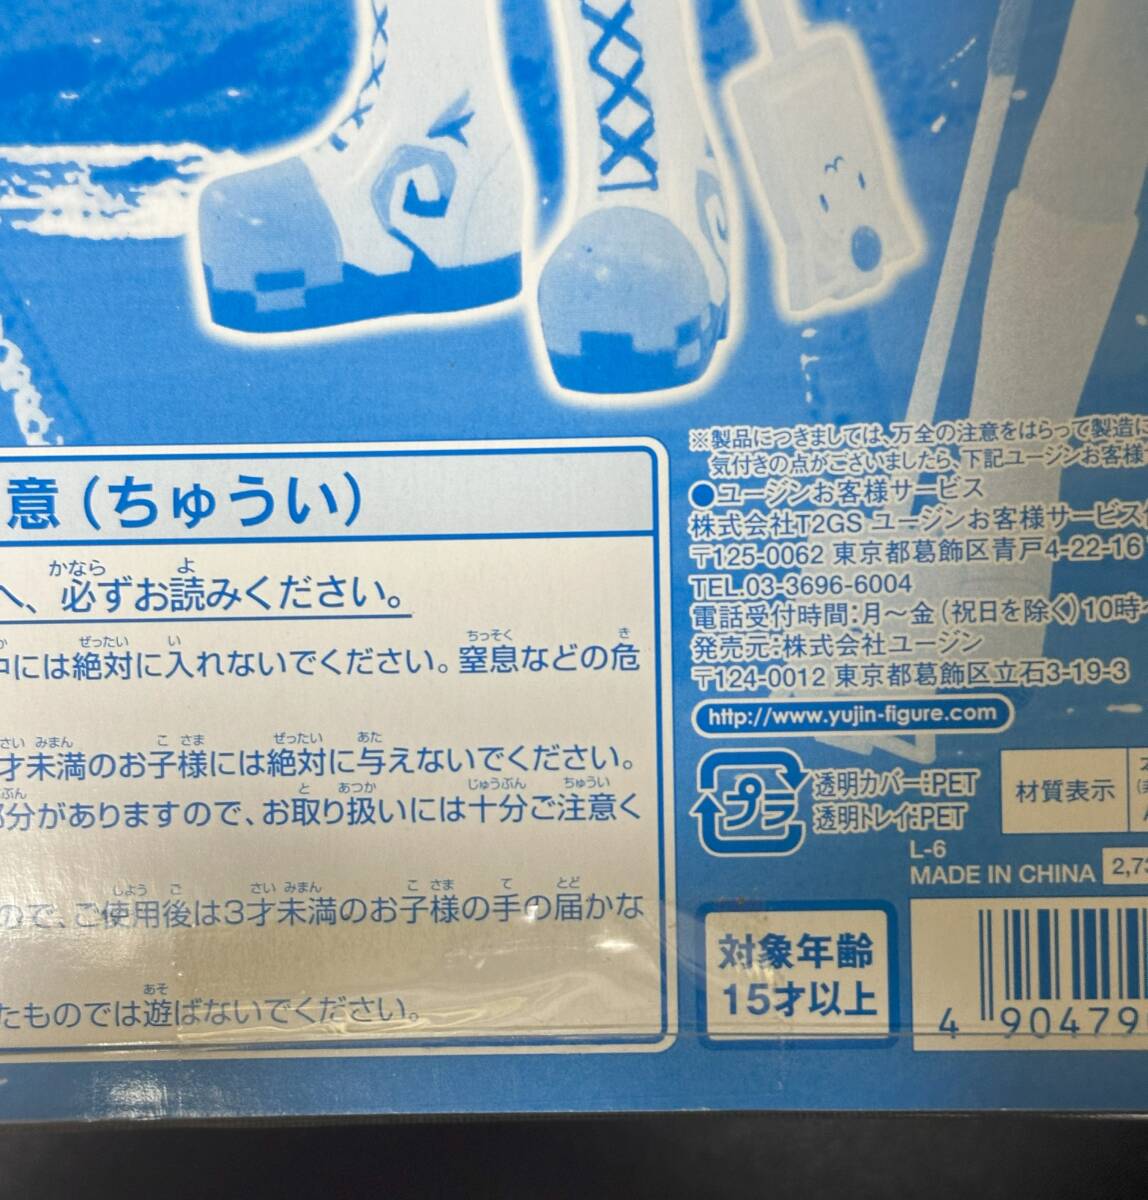 意(ちゅうい)
かなら よ
へ、必ずお読みください。
ぜったい い ちっそく き
中には絶対に入れないでください。窒息などの危
さい みまん こ さま ぜったい あた
才未満のお子様には絶対に与えないでください。
ぶん と あつか じゅうぶん ちゅうい
部分がありますので、お取り扱いには十分ご注意く
しよう ご さい みまん こ さま て とど
ので、ご使用後は3才未満のお子様の手の届かな
あそ
たものでは遊ばないでください。
※製品につきましては、万全の注意をはらって製造に
気付きの点がございましたら、下記ユージンお客様
●ユージンお客様サービス
株式会社T2GS ユージンお客様サービス
〒125-0062 東京都葛飾区青戸4-22-16
TEL.03-3696-6004
電話受付時間:月〜金(祝日を除く)10時
発売元:株式会社ユージン
〒124-0012 東京都葛飾区立石3-19-3
http://www.yujin-figure.com
プラ
透明カバー:PET
透明トレイ:PET
材質表示
L-6
MADE IN CHINA
2,73
対象年齢
15才以上
4 90479